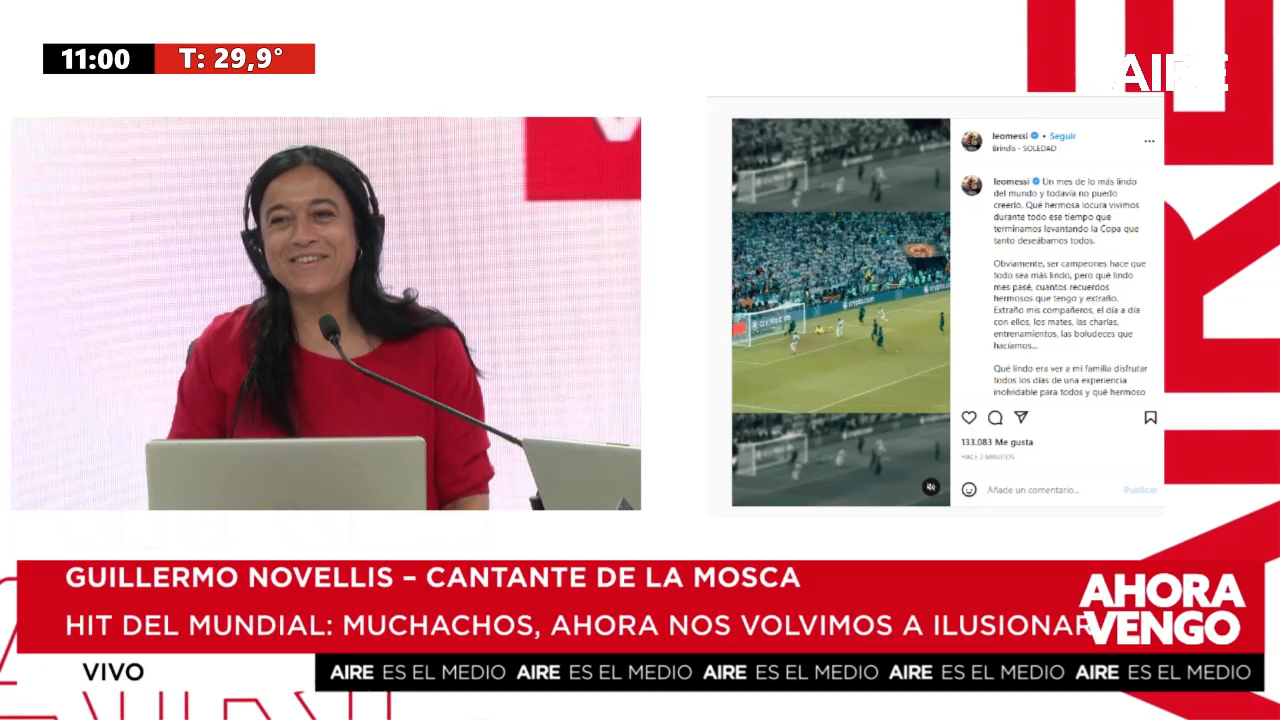 11:00 T: 29,9°
AIRE
leomessi • Seguir
Brindis - SOLEDAD
leomessi Un mes de lo más lindo
del mundo y todavía no puedo
creerlo. Qué hermosa locura vivimos
durante todo ese tiempo que
terminamos levantando la Copa que
tanto deseábamos todos.
Obviamente, ser campeones hace que
todo sea más lindo, pero qué lindo
mes pasé, cuantos recuerdos
hermosos que tengo y extraño.
Extraño mis compañeros, el día a día
con ellos, los mates, las charlas,
entrenamientos, las boludeces que
hacíamos...
Qué lindo era ver a mi familia disfrutar
todos los días de una experiencia
inolvidable para todos y qué hermoso
crypto.com
crypto.com
133.083 Me gusta
HACE 2 MINUTOS
Añade un comentario... Publicar
GUILLERMO NOVELLIS – CANTANTE DE LA MOSCA
HIT DEL MUNDIAL: MUCHACHOS, AHORA NOS VOLVIMOS A ILUSIONAR
AHORA
VENGO
VIVO
AIRE ES EL MEDIO AIRE ES EL MEDIO AIRE ES EL MEDIO AIRE ES EL MEDIO AIRE ES EL MEDIO